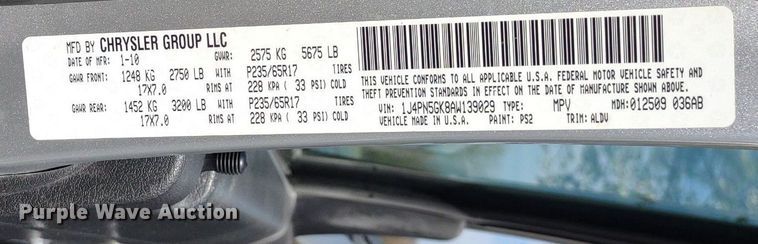 MFD BY CHRYSLER GROUP LLC
DATE OF MFR: 1-10 GVWR: 2575 KG 5675 LB
GAWR FRONT: 1248 KG 2750 LB WITH P235/65R17 TIRES
17X7.0 RIMS AT 228 KPA ( 33 PSI) COLD
GAWR REAR: 1452 KG 3200 LB WITH P235/65R17 TIRES
17X7.0 RIMS AT 228 KPA ( 33 PSI) COLD
THIS VEHICLE CONFORMS TO ALL APPLICABLE U.S.A. FEDERAL MOTOR VEHICLE SAFETY AND
THEFT PREVENTION STANDARDS IN EFFECT ON THE DATE OF MANUFACTURE SHOWN ABOVE.
VIN: 1J4PN5GK8AW139029 TYPE: MPV MDH: 012509 036AB
VEHICLE MADE IN U.S.A. PAINT: PS2 TRIM: ALDV
Purple Wave Auction